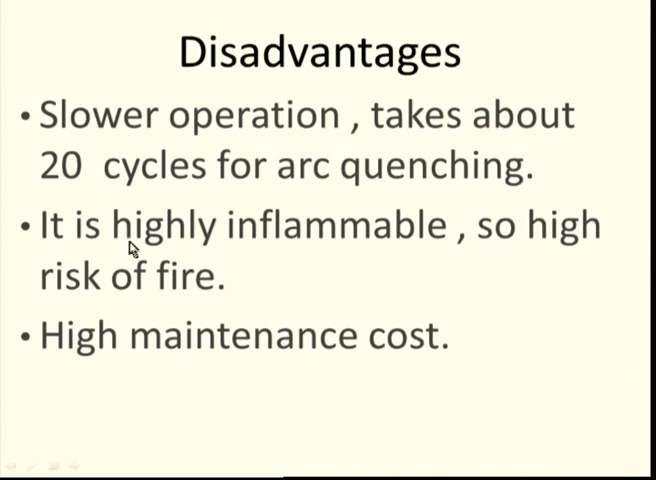 Disadvantages
• Slower operation , takes about
20  cycles for arc quenching.
• It is highly inflammable , so high
risk of fire.
• High maintenance cost.